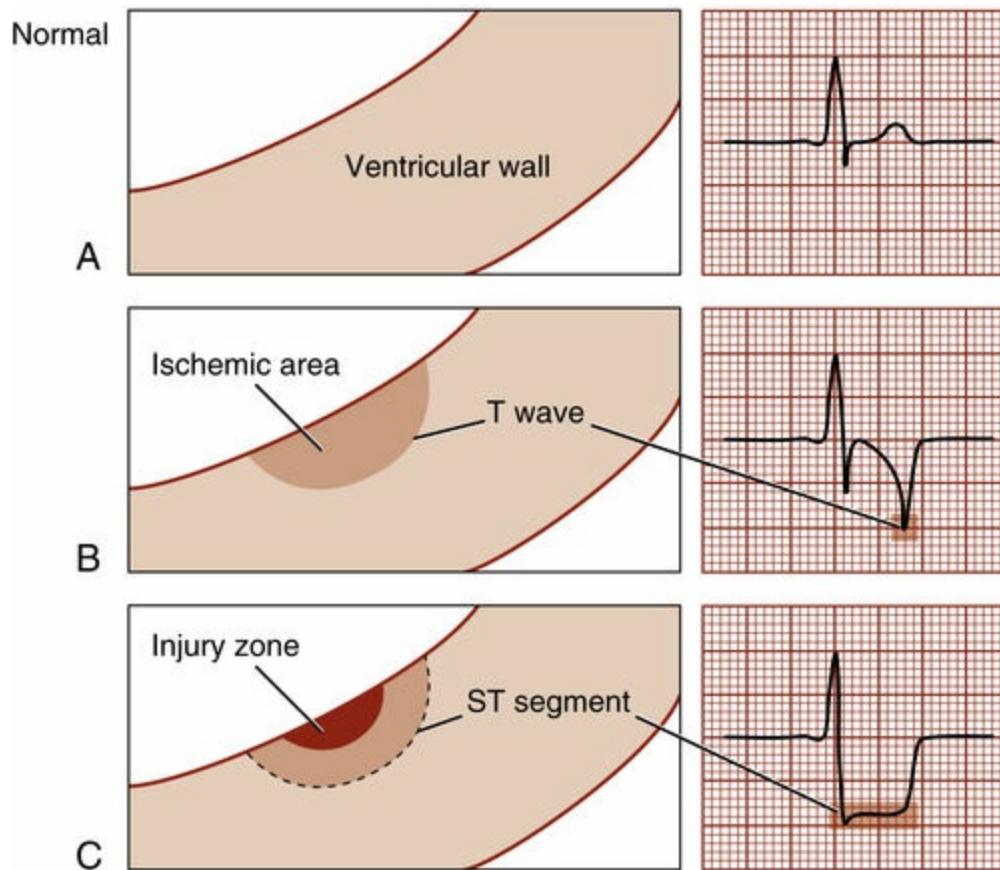 Normal
Ventricular wall
A
Ischemic area
T wave
B
Injury zone
ST segment
C